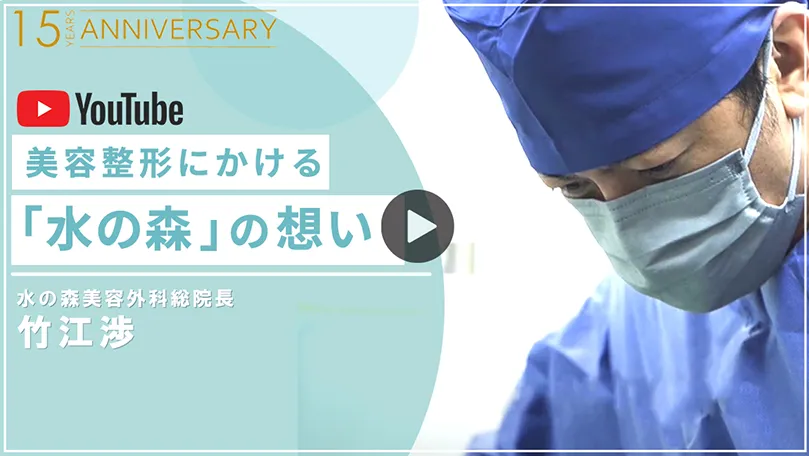 15 YEARS ANNIVERSARY
YouTube
美容整形にかける
「水の森」の想い
水の森美容外科総院長
竹江渉